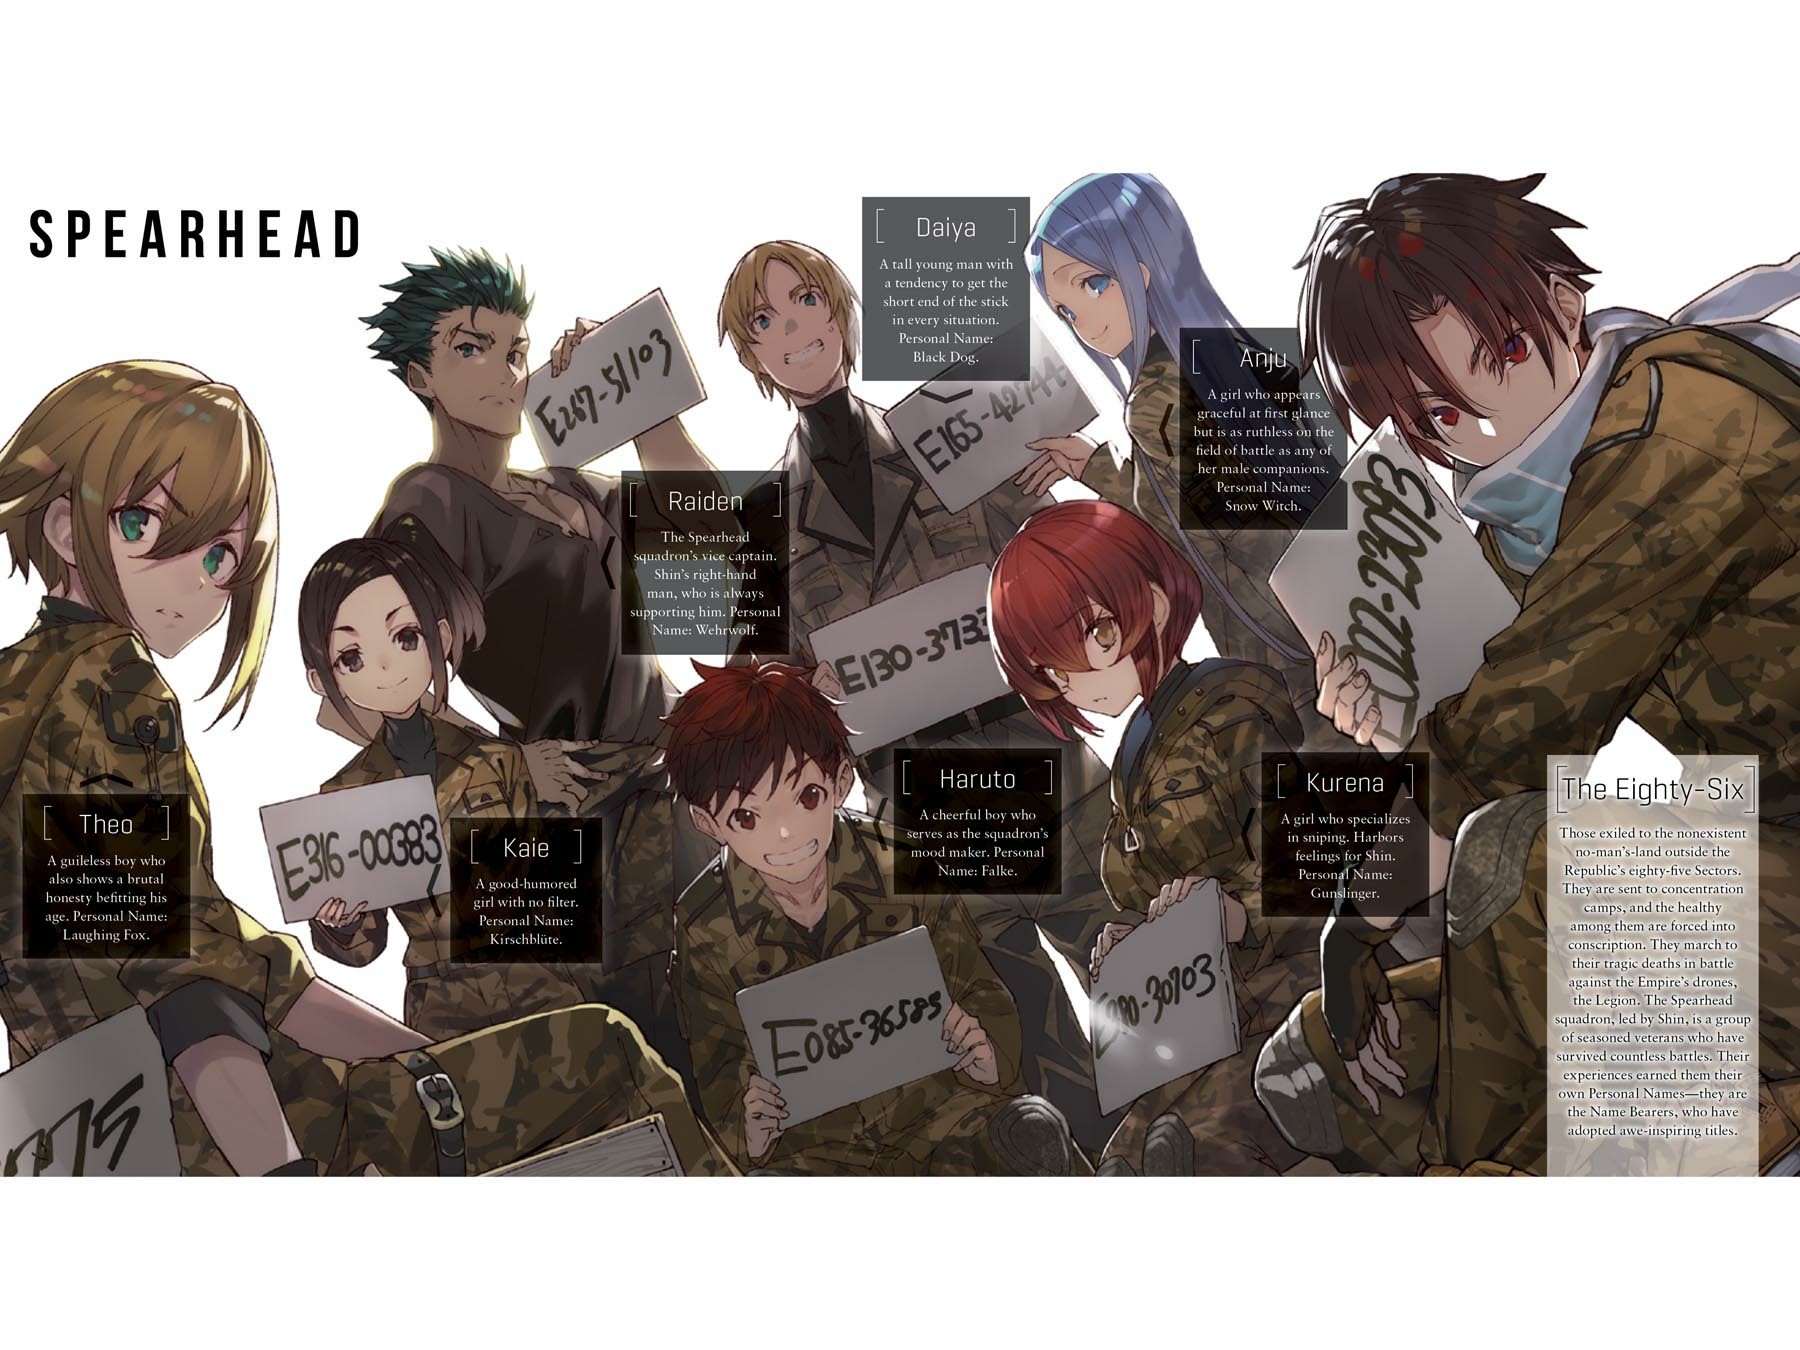 SPEARHEAD
Daiya
A tall young man with
a tendency to get the
short end of the stick
in every situation.
Personal Name:
Black Dog.
Anju
A girl who appears
graceful at first glance
but is as ruthless on the
field of battle as any of
her male companions.
Personal Name:
Snow Witch.
E267-51103
E165-42744
Raiden
The Spearhead
squadron's vice captain.
Shin's right-hand
man, who is always
supporting him. Personal
Name: Wehrwolf.
E130-3733
Theo
A guileless boy who
also shows a brutal
honesty befitting his
age. Personal Name:
Laughing Fox.
E316-00383
Kaie
A good-humored
girl with no filter.
Personal Name:
Kirschblüte.
Haruto
A cheerful boy who
serves as the squadron's
mood maker. Personal
Name: Falke.
Kurena
A girl who specializes
in sniping. Harbors
feelings for Shin.
Personal Name:
Gunslinger.
E085-36585
The Eighty-Six
Those exiled to the nonexistent
no-man's-land outside the
Republic's eighty-five Sectors.
They are sent to concentration
camps, and the healthy
among them are forced into
conscription. They march to
their tragic deaths in battle
against the Empire's drones,
the Legion. The Spearhead
squadron, led by Shin, is a group
of seasoned veterans who have
survived countless battles. Their
experiences earned them their
own Personal Names—they are
the Name Bearers, who have
adopted awe-inspiring titles.